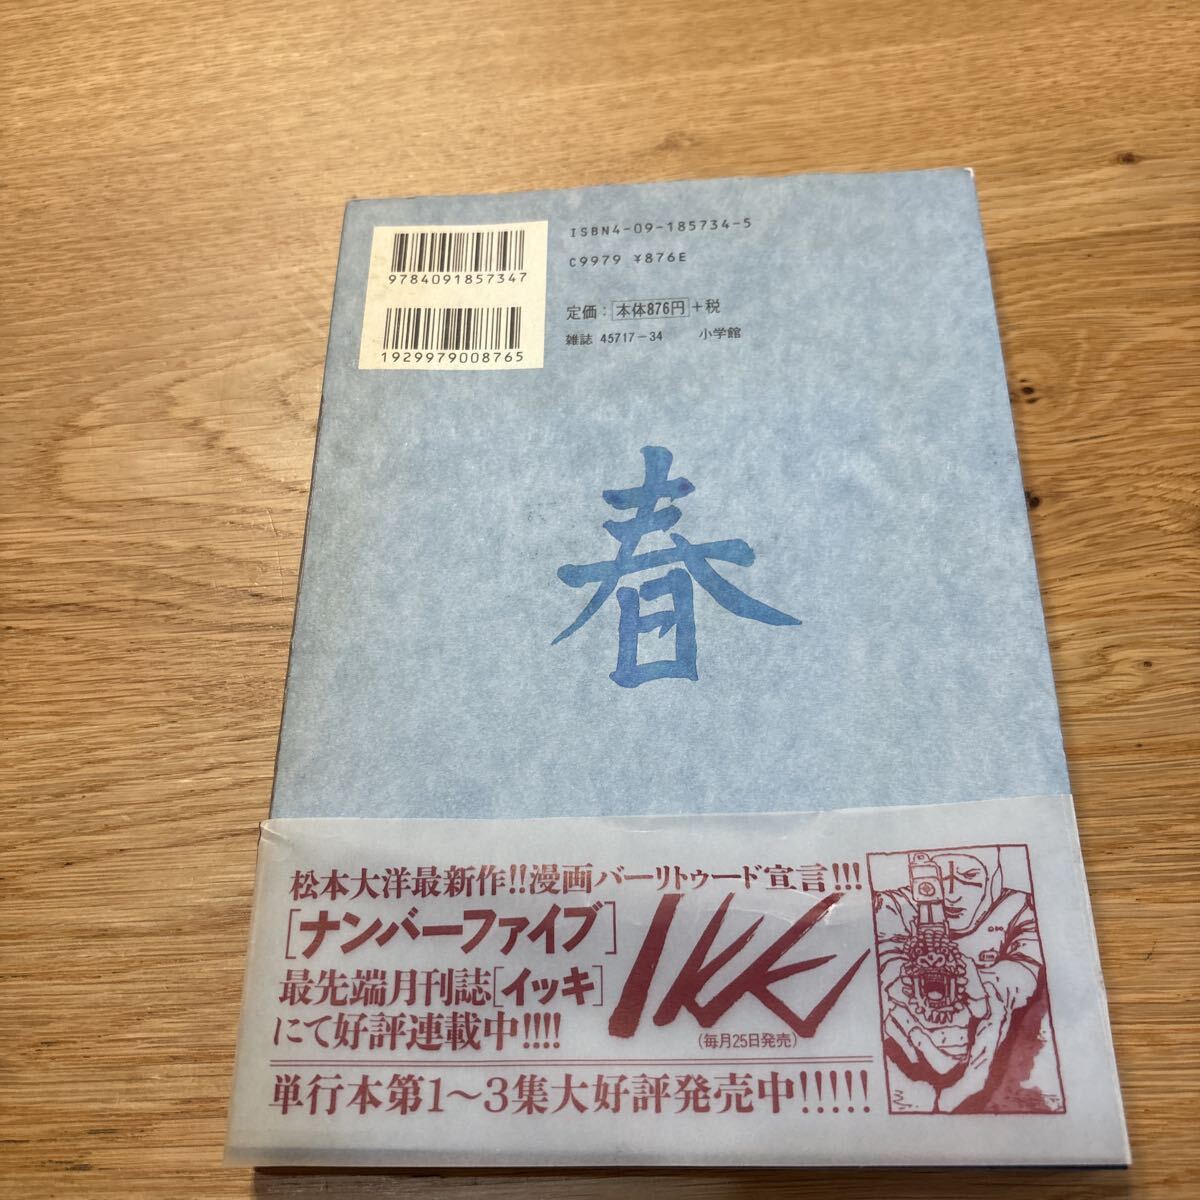 9784091857347
1929979008765
ISBN4-09-185734-5
C9979 ¥876E
定価：本体876円+税
雑誌 45717-34 小学館
春
松本大洋最新作!!漫画バーリトゥード宣言!!!
[ナンバーファイブ]
最先端月刊誌[イッキ]
にて好評連載中!!!!
IKKI
(毎月25日発売)
単行本第1〜3集大好評発売中!!!!!